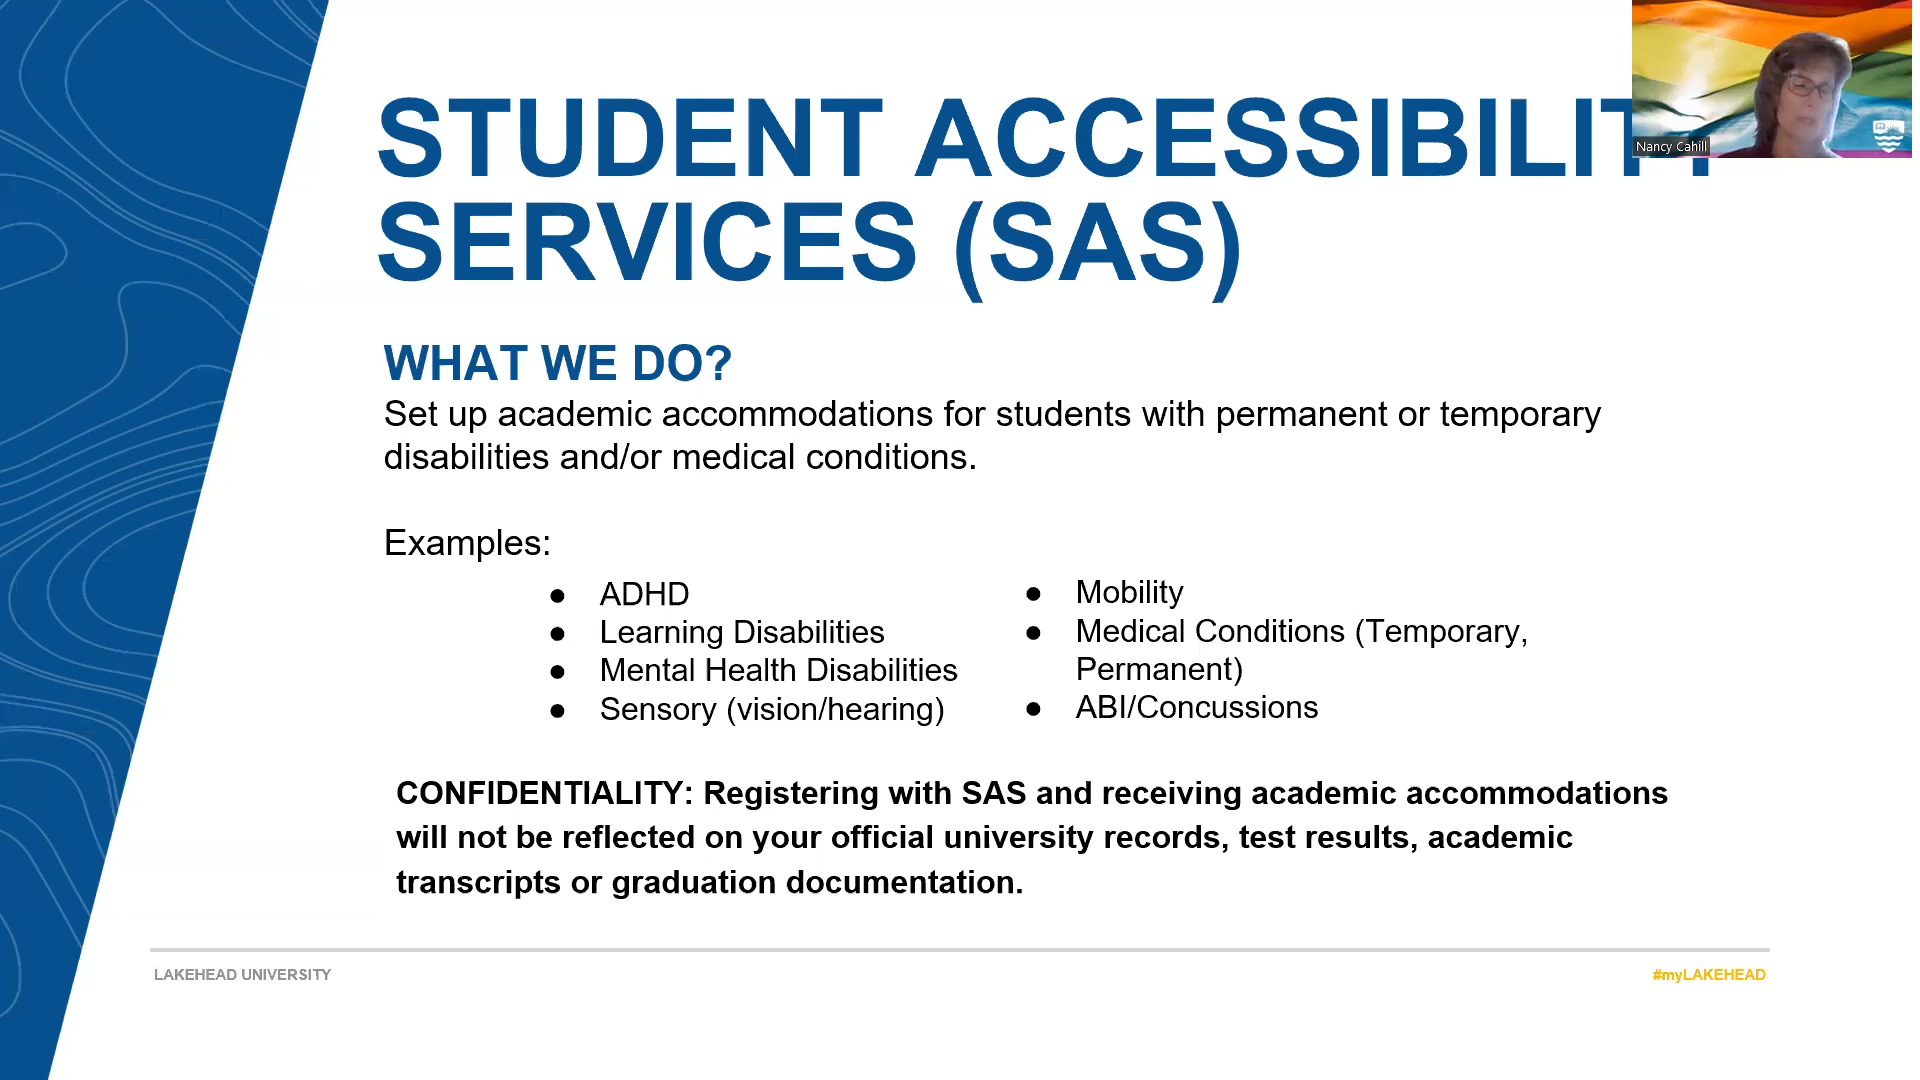 STUDENT ACCESSIBILITY
SERVICES (SAS)
Nancy Cahill
WHAT WE DO?
Set up academic accommodations for students with permanent or temporary
disabilities and/or medical conditions.
Examples:
● ADHD
● Learning Disabilities
● Mental Health Disabilities
● Sensory (vision/hearing)
● Mobility
● Medical Conditions (Temporary,
Permanent)
● ABI/Concussions
CONFIDENTIALITY: Registering with SAS and receiving academic accommodations
will not be reflected on your official university records, test results, academic
transcripts or graduation documentation.
LAKEHEAD UNIVERSITY
#myLAKEHEAD